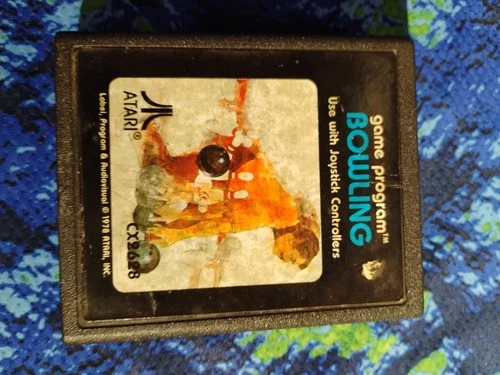 game program™
BOWLING
Use with Joystick Controllers
CX2628
ATARI®
Label, Program & Audiovisual © 1978 ATARI, INC.